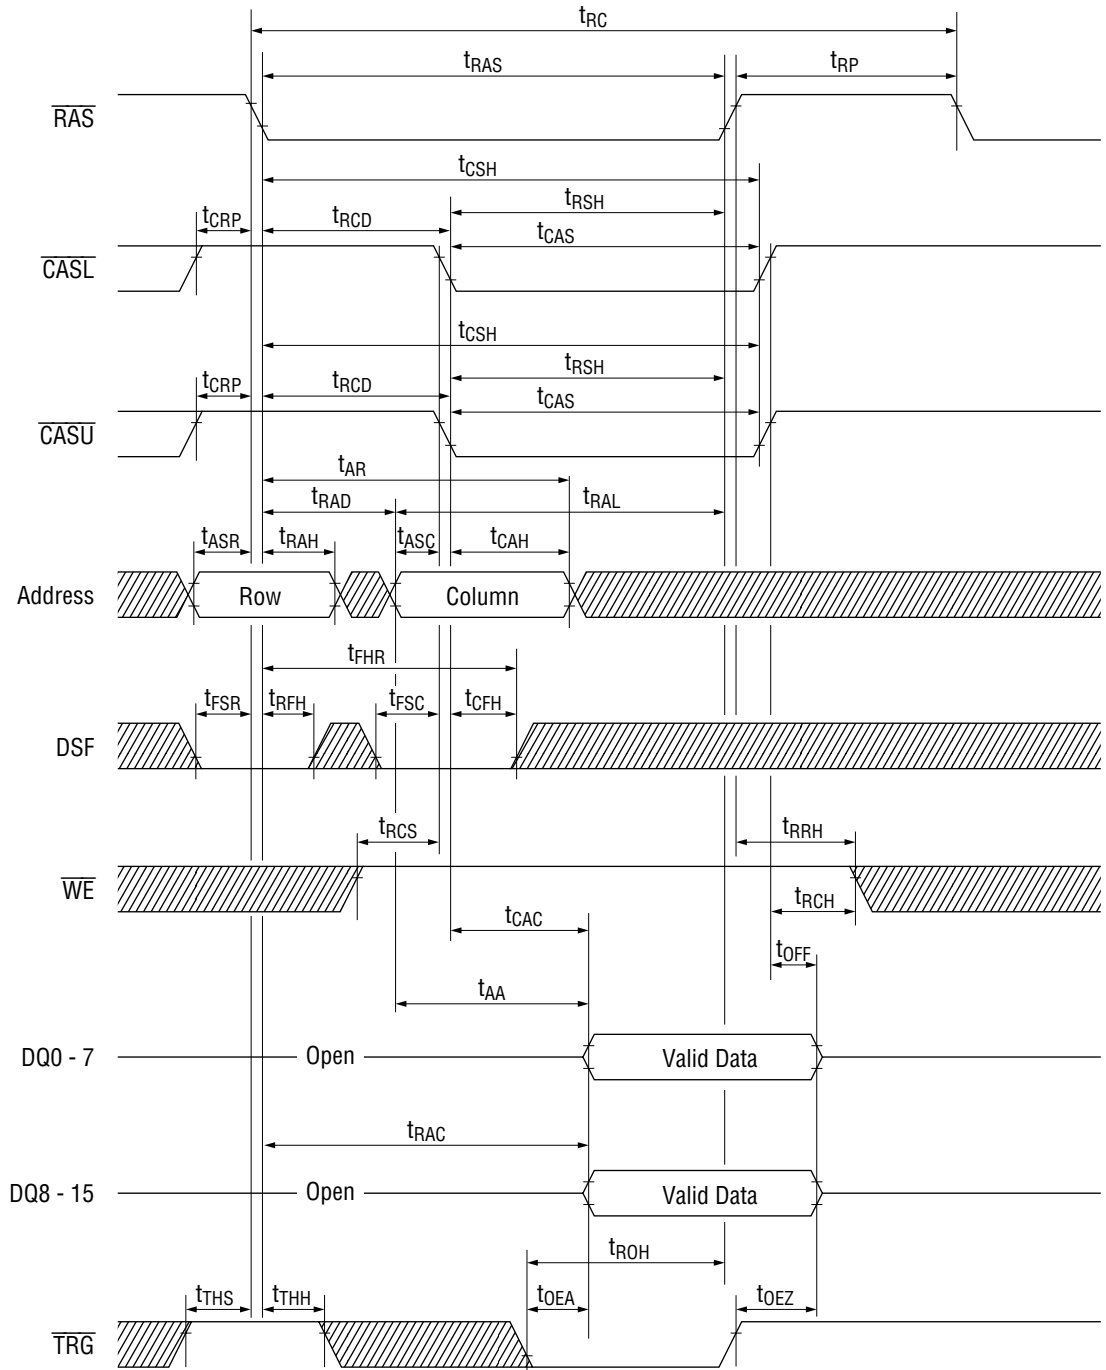 tRC
tRAS tRP
RAS
tCSH
tRSH
tCRP tRCD tCAS
CASL
tCSH
tRSH
tCRP tRCD tCAS
CASU
tAR
tRAD tRAL
tASR tRAH tASC tCAH
Address Row Column
tFHR
tFSR tRFH tFSC tCFH
DSF
tRCS tRRH
WE
tRCH
tCAC
tOFF
tAA
DQ0 - 7 Open Valid Data
tRAC
DQ8 - 15 Open Valid Data
tROH
tTHS tTHH tOEA tOEZ
TRG